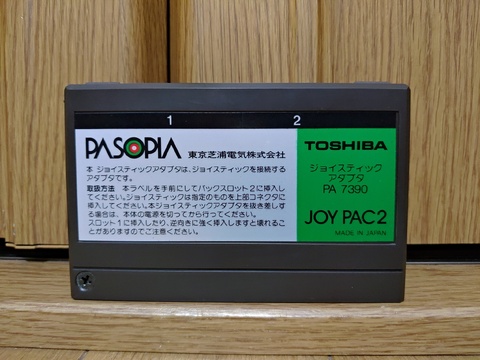 1 2
PASOPIA 東京芝浦電気株式会社
本 ジョイスティックアダプタは、ジョイスティックを接続する
アダプタです。
取扱方法 本ラベルを手前にしてパックスロット2に挿入し
てください。ジョイスティックは指定のものを上部コネクタに
挿入してください。本ジョイスティックアダプタを抜き差しす
る場合は、本体の電源を切ってから行ってください。
スロット1に挿入したり、逆向きに強く挿入しますと壊れるこ
とがありますのでご注意ください。
TOSHIBA
ジョイスティック
アダプタ
PA 7390
JOY PAC2
MADE IN JAPAN